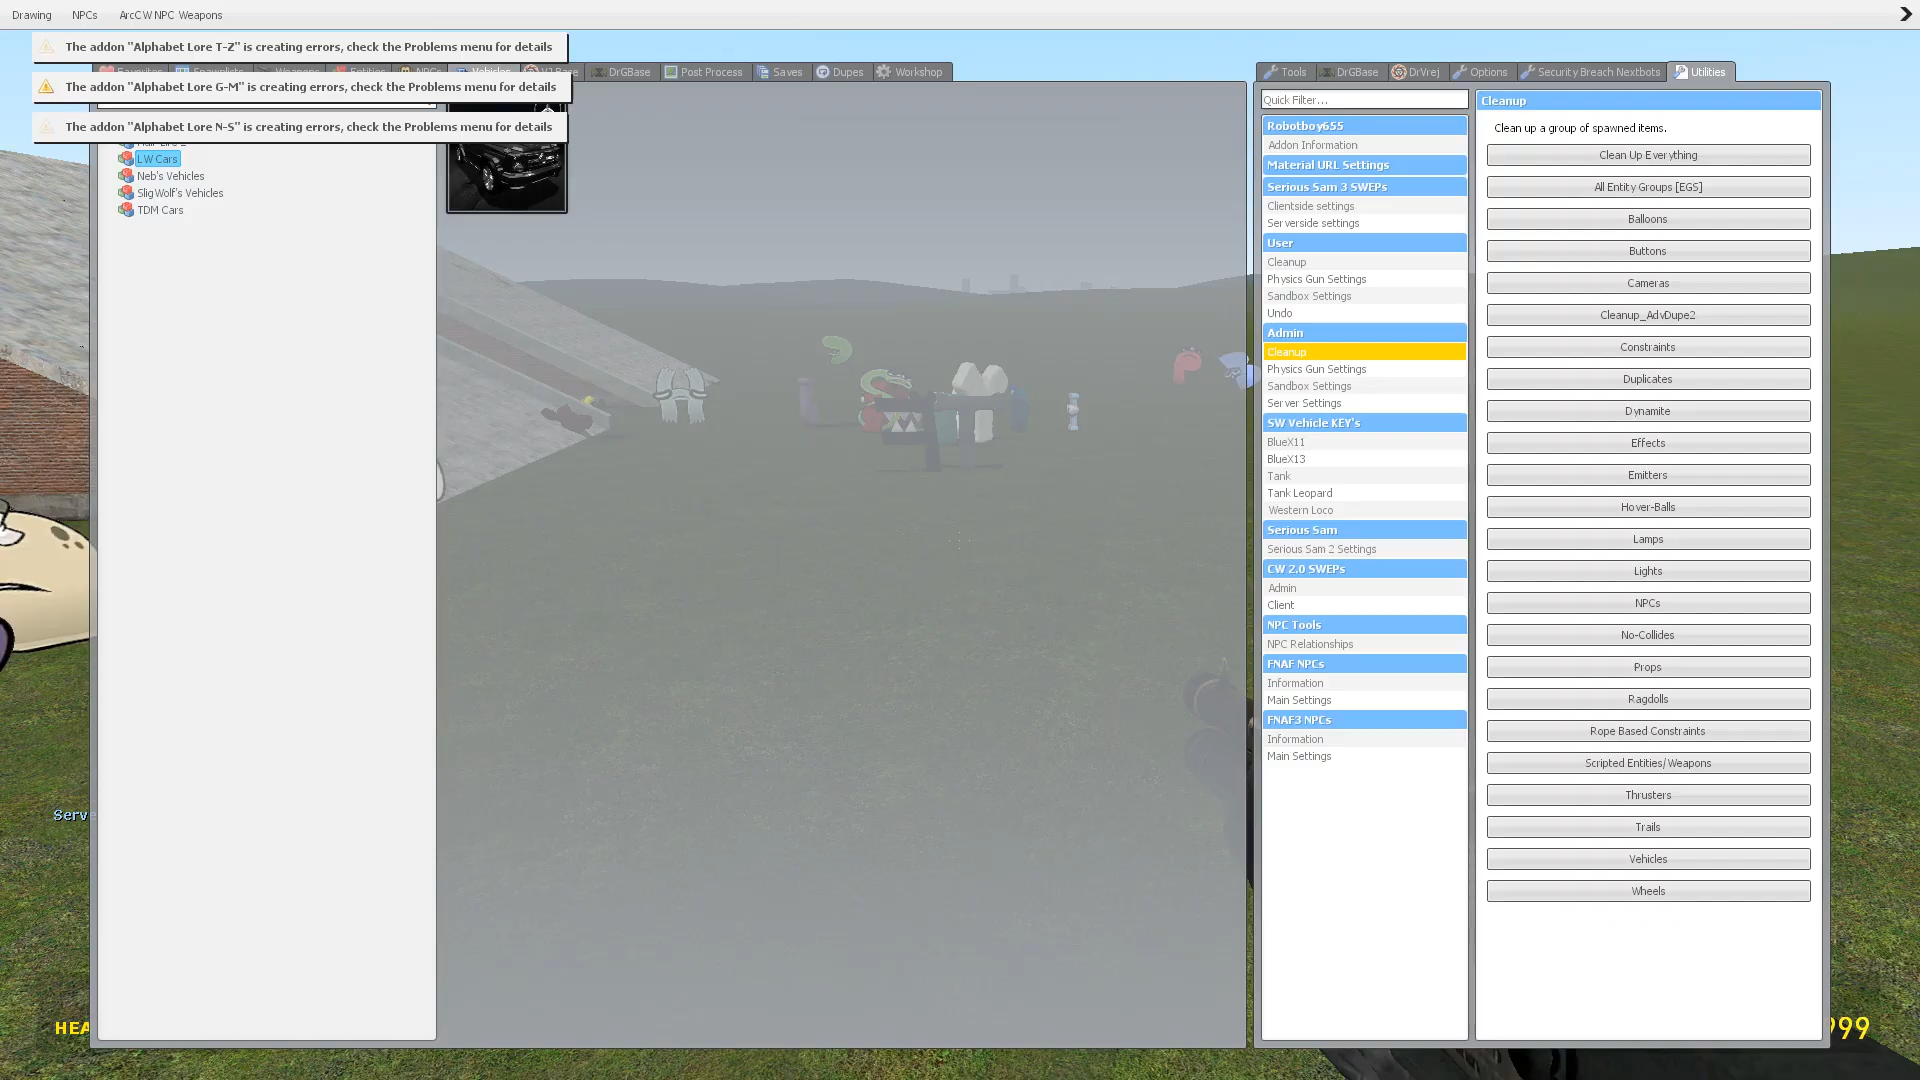 Drawing NPCs ArcCW NPC Weapons
The addon "Alphabet Lore T-Z" is creating errors, check the Problems menu for details
The addon "Alphabet Lore G-M" is creating errors, check the Problems menu for details
The addon "Alphabet Lore N-S" is creating errors, check the Problems menu for details
DrGBase Post Process Saves Dupes Workshop
LW Cars
Neb's Vehicles
SligWolf's Vehicles
TDM Cars
Tools DrGBase DrVrej Options Security Breach Nextbots Utilities
Quick Filter...
Robotboy655
Addon Information
Material URL Settings
Serious Sam 3 SWEPs
Clientside settings
Serverside settings
User
Cleanup
Physics Gun Settings
Sandbox Settings
Undo
Admin
Cleanup
Physics Gun Settings
Sandbox Settings
Server Settings
SW Vehicle KEY's
BlueX11
BlueX13
Tank
Tank Leopard
Western Loco
Serious Sam
Serious Sam 2 Settings
CW 2.0 SWEPs
Admin
Client
NPC Tools
NPC Relationships
FNAF NPCs
Information
Main Settings
FNAF3 NPCs
Information
Main Settings
Cleanup
Clean up a group of spawned items.
Clean Up Everything
All Entity Groups [EGS]
Balloons
Buttons
Cameras
Cleanup_AdvDupe2
Constraints
Duplicates
Dynamite
Effects
Emitters
Hover-Balls
Lamps
Lights
NPCs
No-Collides
Props
Ragdolls
Rope Based Constraints
Scripted Entities/Weapons
Thrusters
Trails
Vehicles
Wheels
Serve
HEA
999